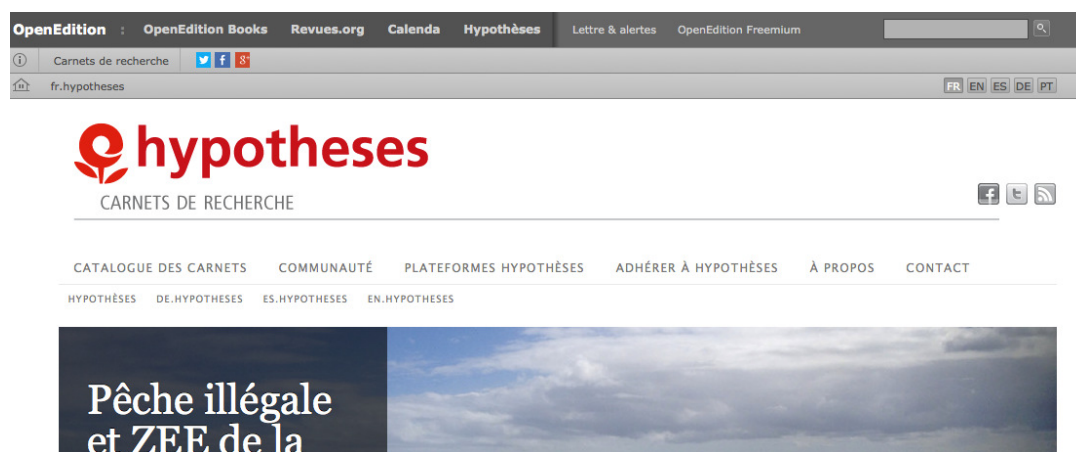 OpenEdition : OpenEdition Books Revues.org Calenda Hypothèses Lettre & alertes OpenEdition Freemium
Carnets de recherche
fr.hypotheses FR EN ES DE PT
hypotheses
CARNETS DE RECHERCHE
CATALOGUE DES CARNETS COMMUNAUTÉ PLATEFORMES HYPOTHÈSES ADHÉRER À HYPOTHÈSES À PROPOS CONTACT
HYPOTHÈSES DE.HYPOTHESES ES.HYPOTHESES EN.HYPOTHESES
Pêche illégale
et ZEE de la